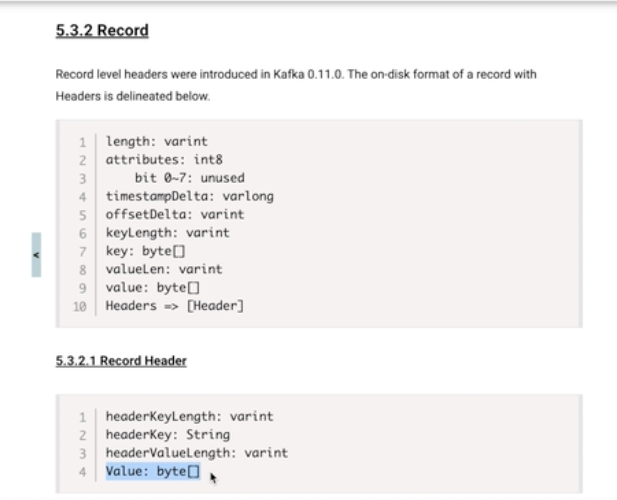 5.3.2 Record
Record level headers were introduced in Kafka 0.11.0. The on-disk format of a record with
Headers is delineated below.
1 length: varint
2 attributes: int8
3     bit 0~7: unused
4 timestampDelta: varlong
5 offsetDelta: varint
6 keyLength: varint
7 key: byte[]
8 valueLen: varint
9 value: byte[]
10 Headers => [Header]
<
5.3.2.1 Record Header
1 headerKeyLength: varint
2 headerKey: String
3 headerValueLength: varint
4 Value: byte[]